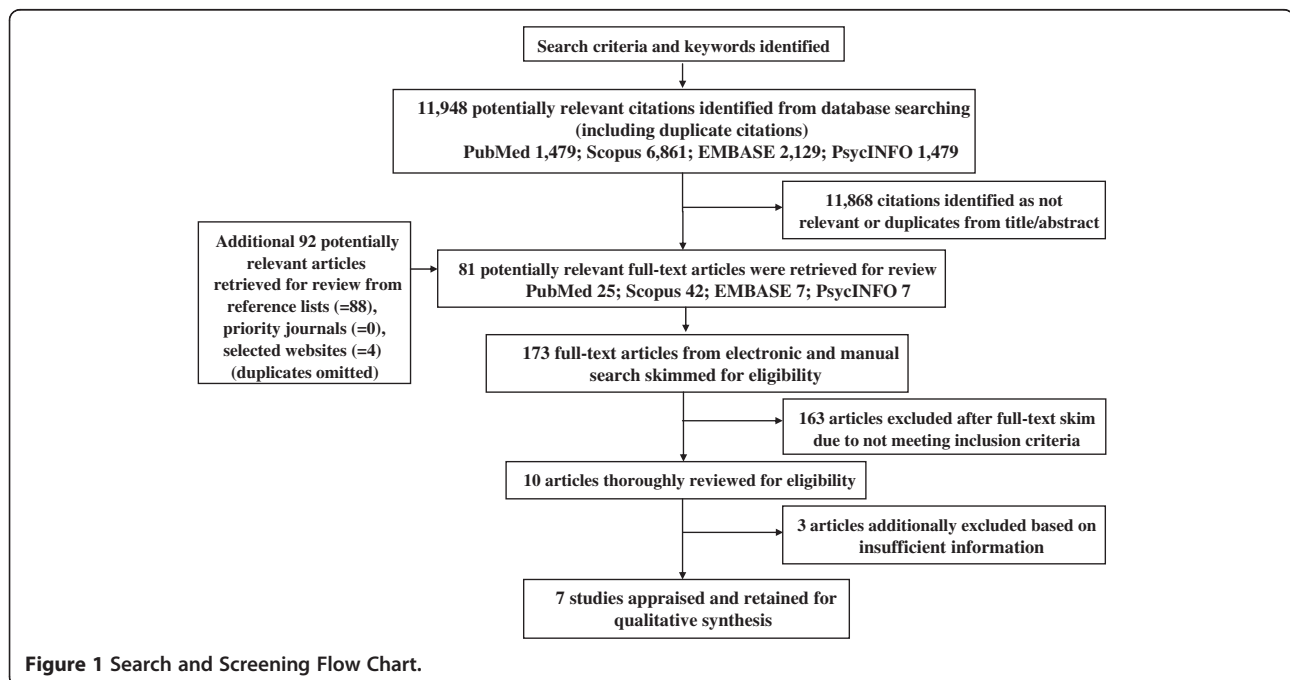 Search criteria and keywords identified
11,948 potentially relevant citations identified from database searching
(including duplicate citations)
PubMed 1,479; Scopus 6,861; EMBASE 2,129; PsycINFO 1,479
11,868 citations identified as not
relevant or duplicates from title/abstract
Additional 92 potentially
relevant articles
retrieved for review from
reference lists (=88),
priority journals (=0),
selected websites (=4)
(duplicates omitted)
81 potentially relevant full-text articles were retrieved for review
PubMed 25; Scopus 42; EMBASE 7; PsycINFO 7
173 full-text articles from electronic and manual
search skimmed for eligibility
163 articles excluded after full-text skim
due to not meeting inclusion criteria
10 articles thoroughly reviewed for eligibility
3 articles additionally excluded based on
insufficient information
7 studies appraised and retained for
qualitative synthesis
Figure 1 Search and Screening Flow Chart.